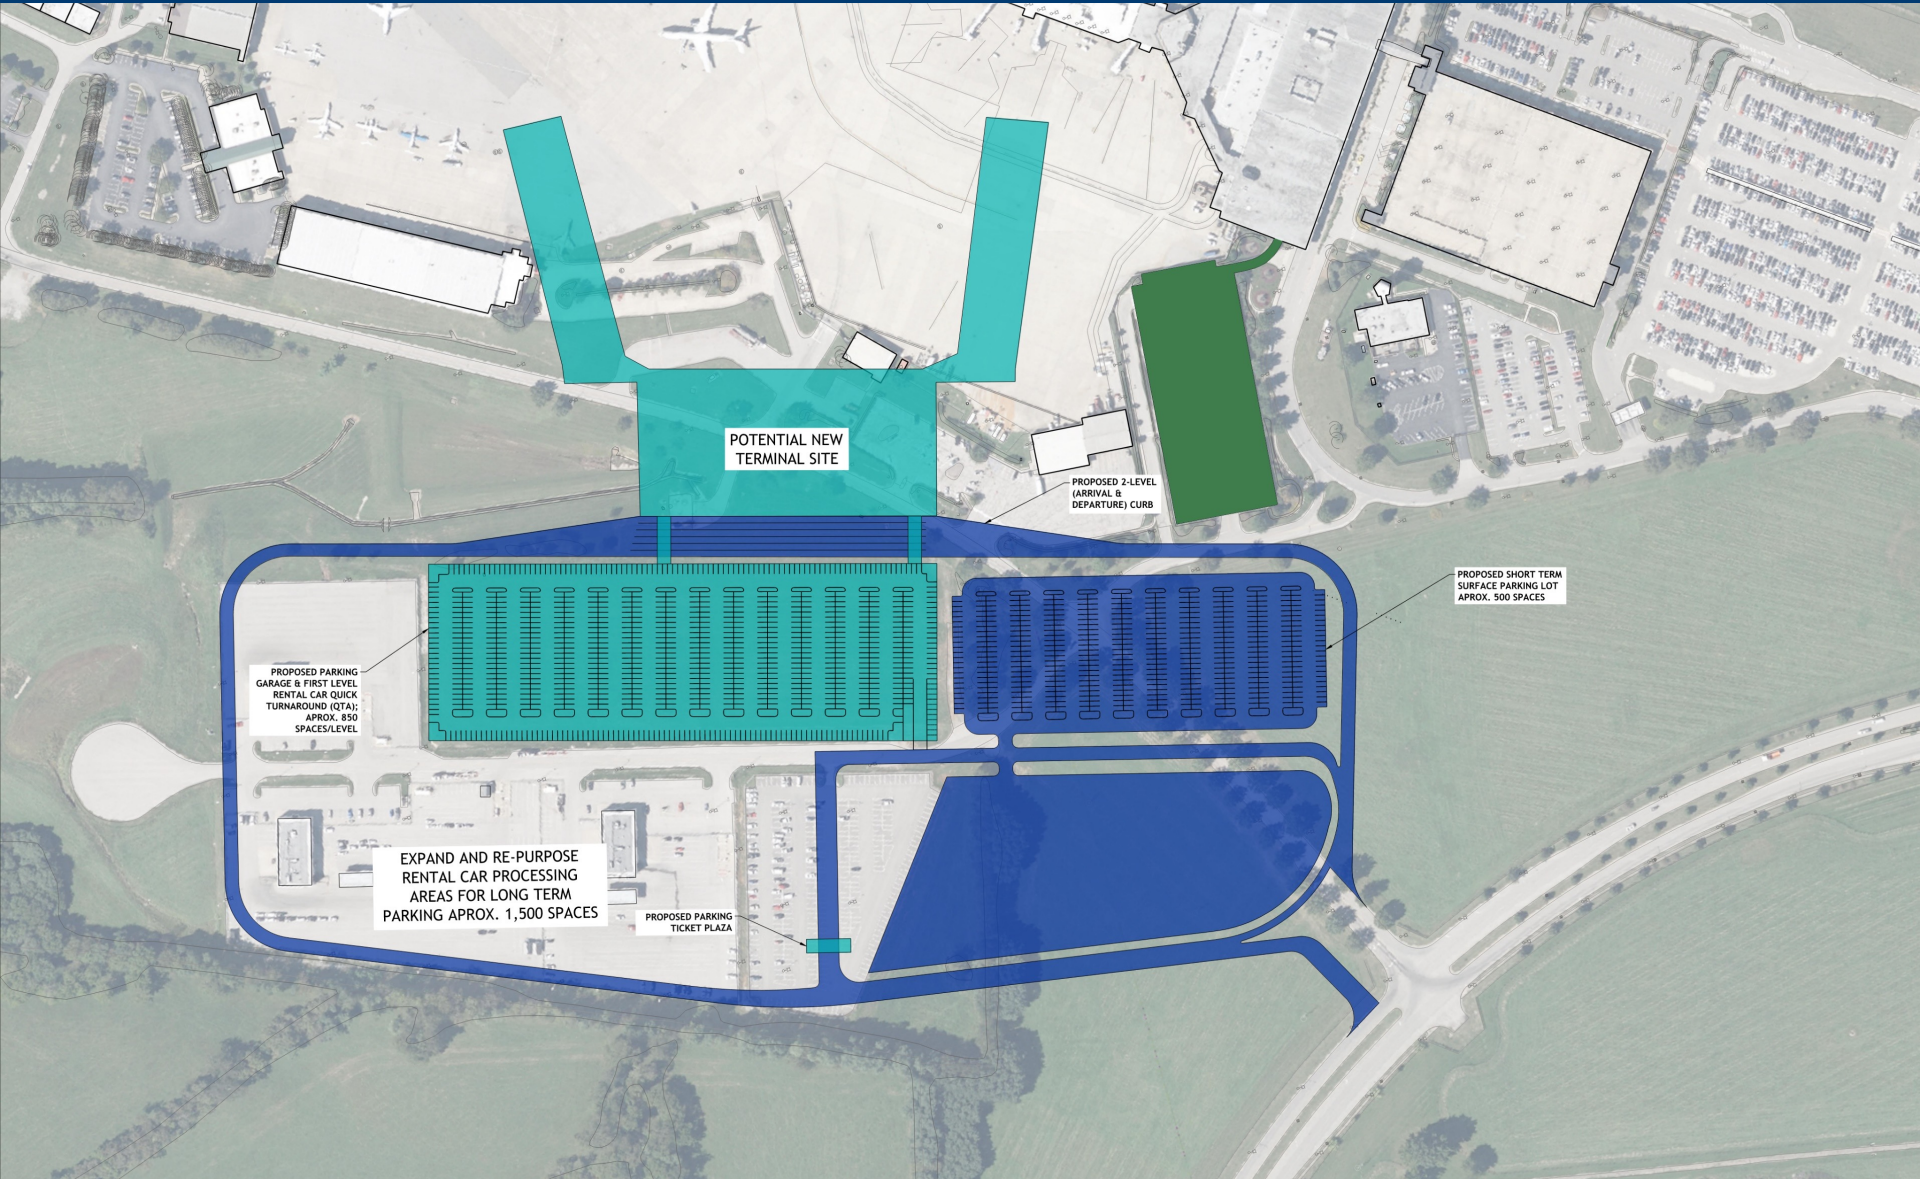 POTENTIAL NEW
TERMINAL SITE
PROPOSED 2-LEVEL
(ARRIVAL &
DEPARTURE) CURB
PROPOSED SHORT TERM
SURFACE PARKING LOT
APROX. 500 SPACES
PROPOSED PARKING
GARAGE & FIRST LEVEL
RENTAL CAR QUICK
TURNAROUND (QTA);
APROX. 850
SPACES/LEVEL
EXPAND AND RE-PURPOSE
RENTAL CAR PROCESSING
AREAS FOR LONG TERM
PARKING APROX. 1,500 SPACES
PROPOSED PARKING
TICKET PLAZA